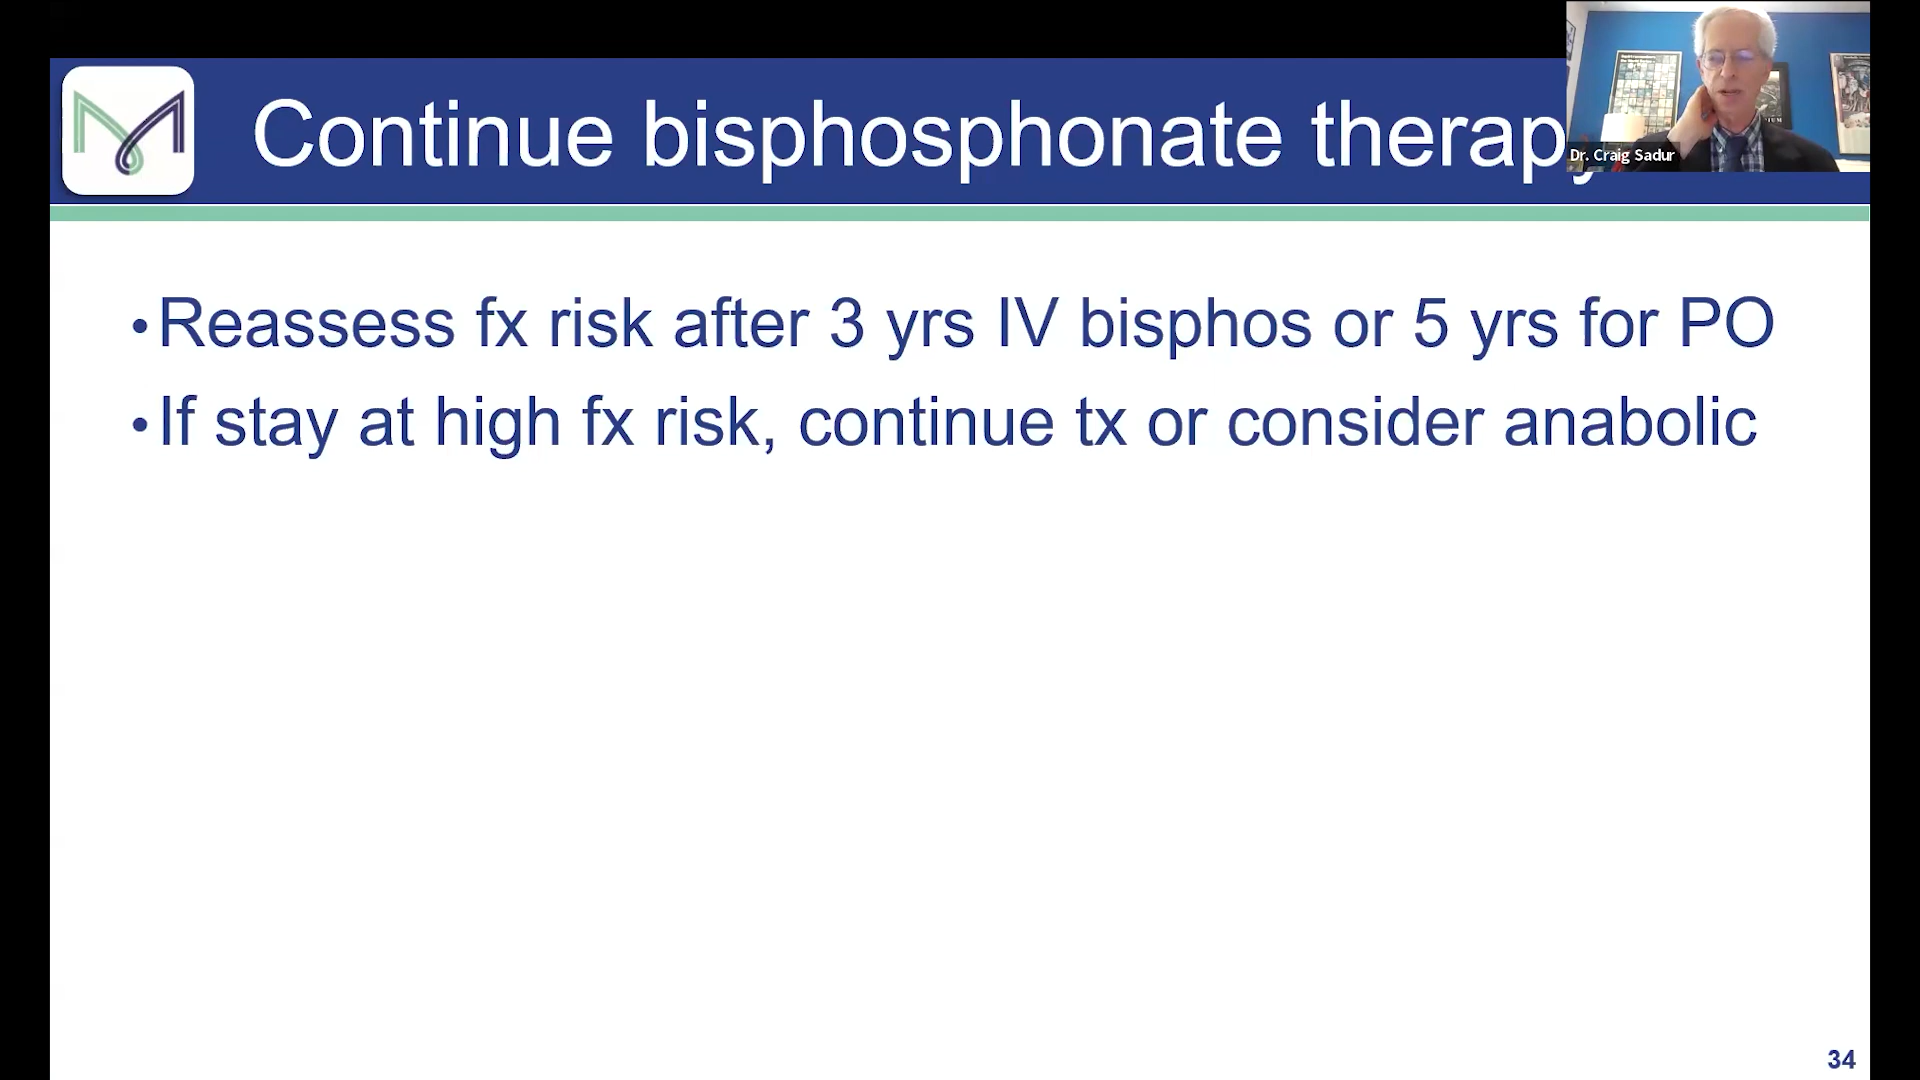 Continue bisphosphonate therapy
Dr. Craig Sadur
• Reassess fx risk after 3 yrs IV bisphos or 5 yrs for PO
• If stay at high fx risk, continue tx or consider anabolic
34